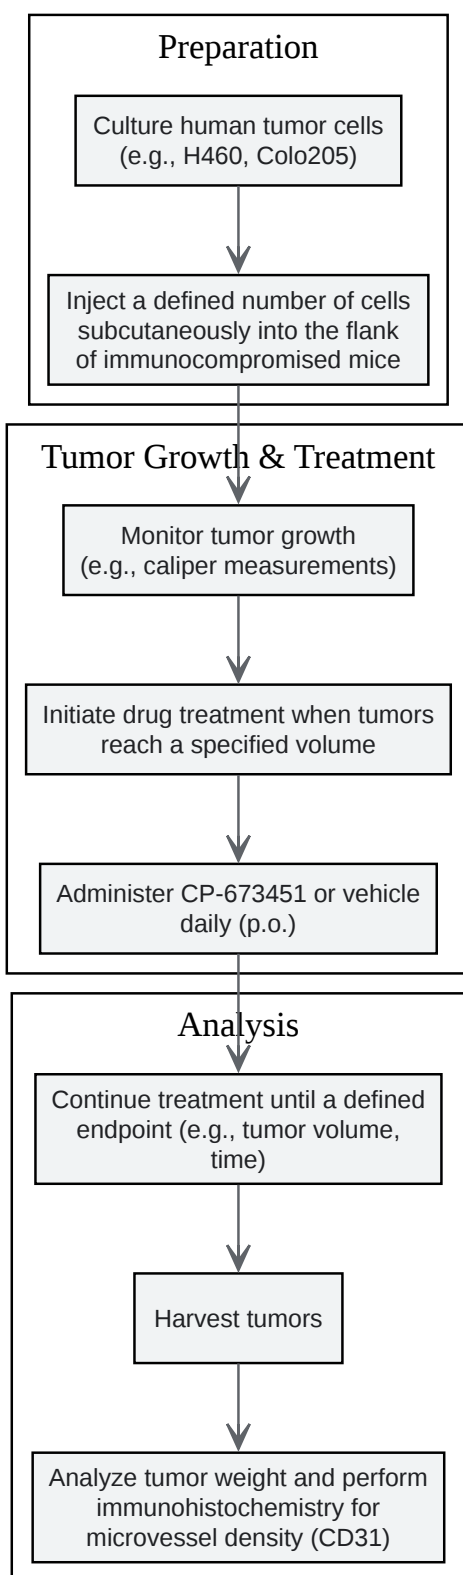 Preparation
Culture human tumor cells
(e.g., H460, Colo205)
Inject a defined number of cells
subcutaneously into the flank
of immunocompromised mice
Tumor Growth & Treatment
Monitor tumor growth
(e.g., caliper measurements)
Initiate drug treatment when tumors
reach a specified volume
Administer CP-673451 or vehicle
daily (p.o.)
Analysis
Continue treatment until a defined
endpoint (e.g., tumor volume,
time)
Harvest tumors
Analyze tumor weight and perform
immunohistochemistry for
microvessel density (CD31)